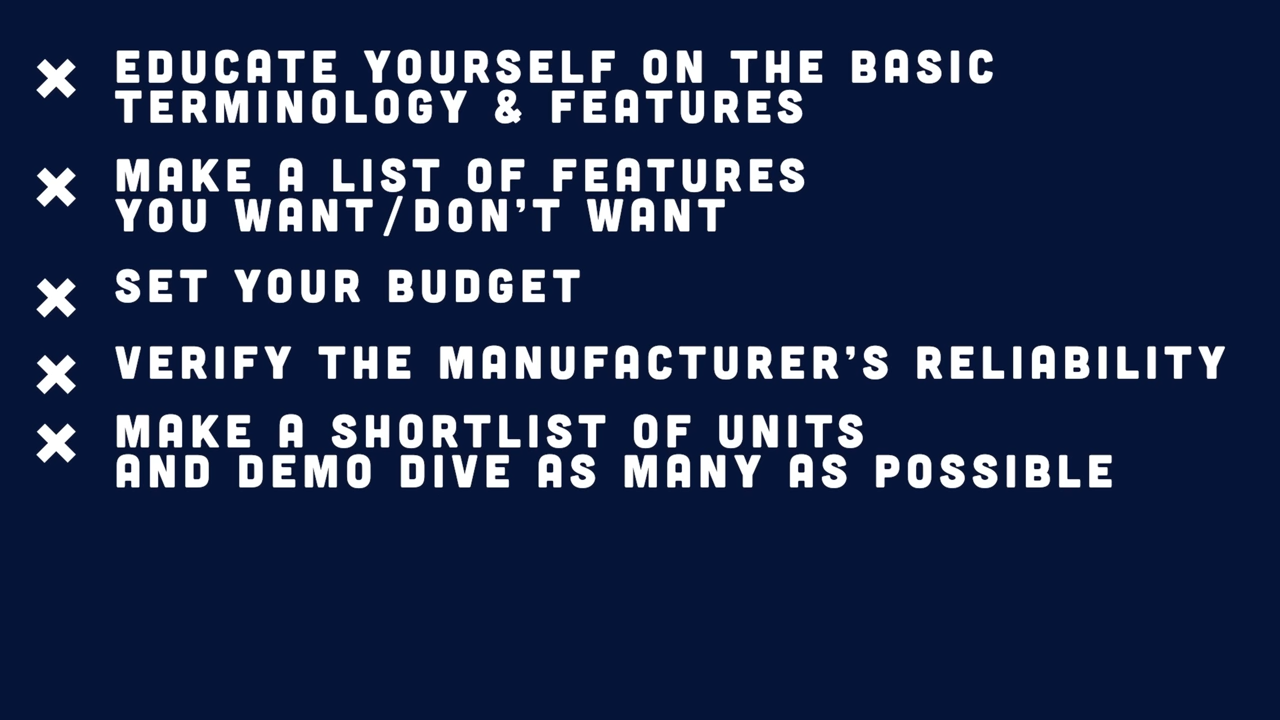 ✖ EDUCATE YOURSELF ON THE BASIC
TERMINOLOGY & FEATURES
✖ MAKE A LIST OF FEATURES
YOU WANT/DON'T WANT
✖ SET YOUR BUDGET
✖ VERIFY THE MANUFACTURER'S RELIABILITY
✖ MAKE A SHORTLIST OF UNITS
AND DEMO DIVE AS MANY AS POSSIBLE